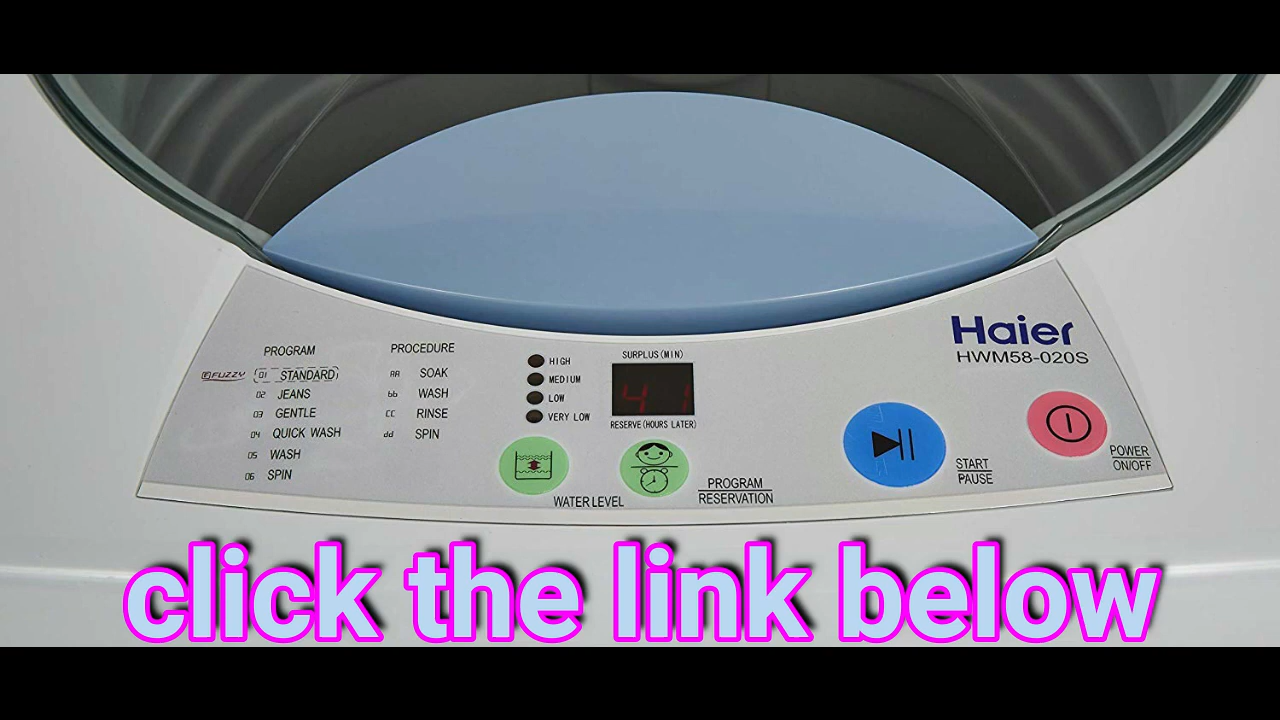 Haier
HWM58-020S
PROGRAM
FUZZY 01 STANDARD
02 JEANS
03 GENTLE
04 QUICK WASH
05 WASH
06 SPIN
PROCEDURE
AA SOAK
bb WASH
CC RINSE
dd SPIN
HIGH
MEDIUM
LOW
VERY LOW
SURPLUS(MIN)
41
RESERVE(HOURS LATER)
WATER LEVEL
PROGRAM
RESERVATION
START
PAUSE
POWER
ON/OFF
click the link below